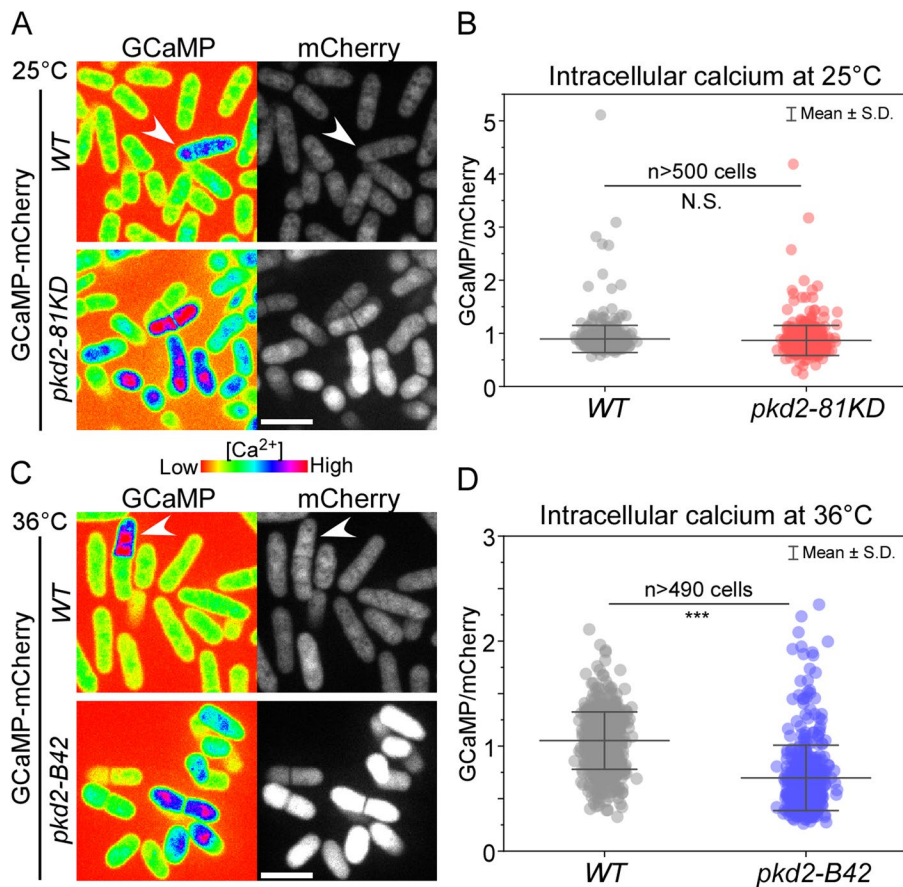 A
GCaMP mCherry
25°C
WT
pkd2-81KD
GCaMP-mCherry
B
Intracellular calcium at 25°C
Mean ± S.D.
n>500 cells
N.S.
GCaMP/mCherry
5
4
3
2
1
0
WT pkd2-81KD
[Ca2+]
Low High
C
GCaMP mCherry
36°C
WT
pkd2-B42
GCaMP-mCherry
D
Intracellular calcium at 36°C
Mean ± S.D.
n>490 cells
***
GCaMP/mCherry
3
2
1
0
WT pkd2-B42